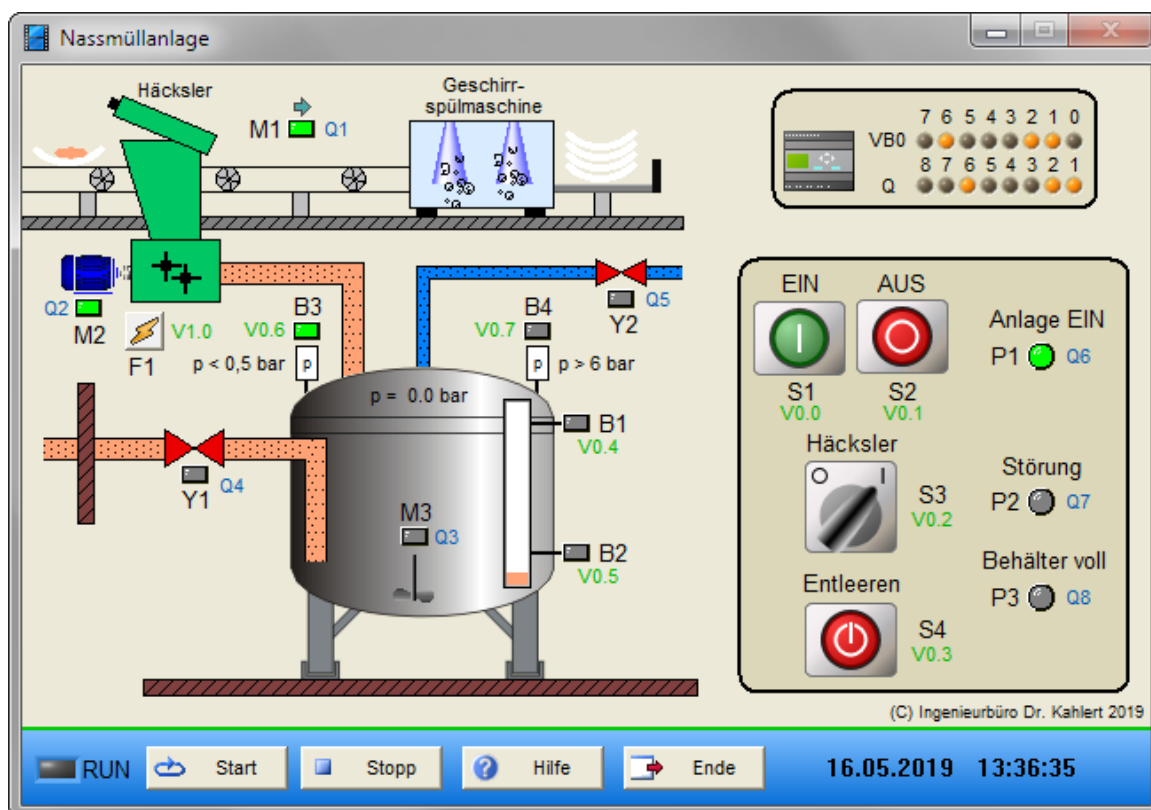 Nassmüllanlage
Häcksler
Geschirr-
spülmaschine
M1 Q1
7 6 5 4 3 2 1 0
VB0
8 7 6 5 4 3 2 1
Q
Q2
M2
F1
V1.0
B3
V0.6
p < 0,5 bar
p
B4
V0.7
p
p > 6 bar
Q5
Y2
p = 0.0 bar
B1
V0.4
Y1
Q4
M3
Q3
B2
V0.5
EIN
AUS
S1
V0.0
S2
V0.1
Anlage EIN
P1 Q6
Häcksler
O I
S3
V0.2
Störung
P2 Q7
Entleeren
S4
V0.3
Behälter voll
P3 Q8
(C) Ingenieurbüro Dr. Kahlert 2019
RUN
Start
Stopp
? Hilfe
Ende
16.05.2019 13:36:35